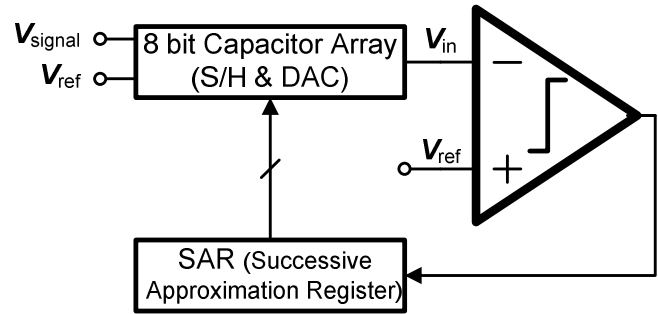 Vsignal
Vref
8 bit Capacitor Array
(S/H & DAC)
Vin
−
Vref
+
SAR (Successive
Approximation Register)